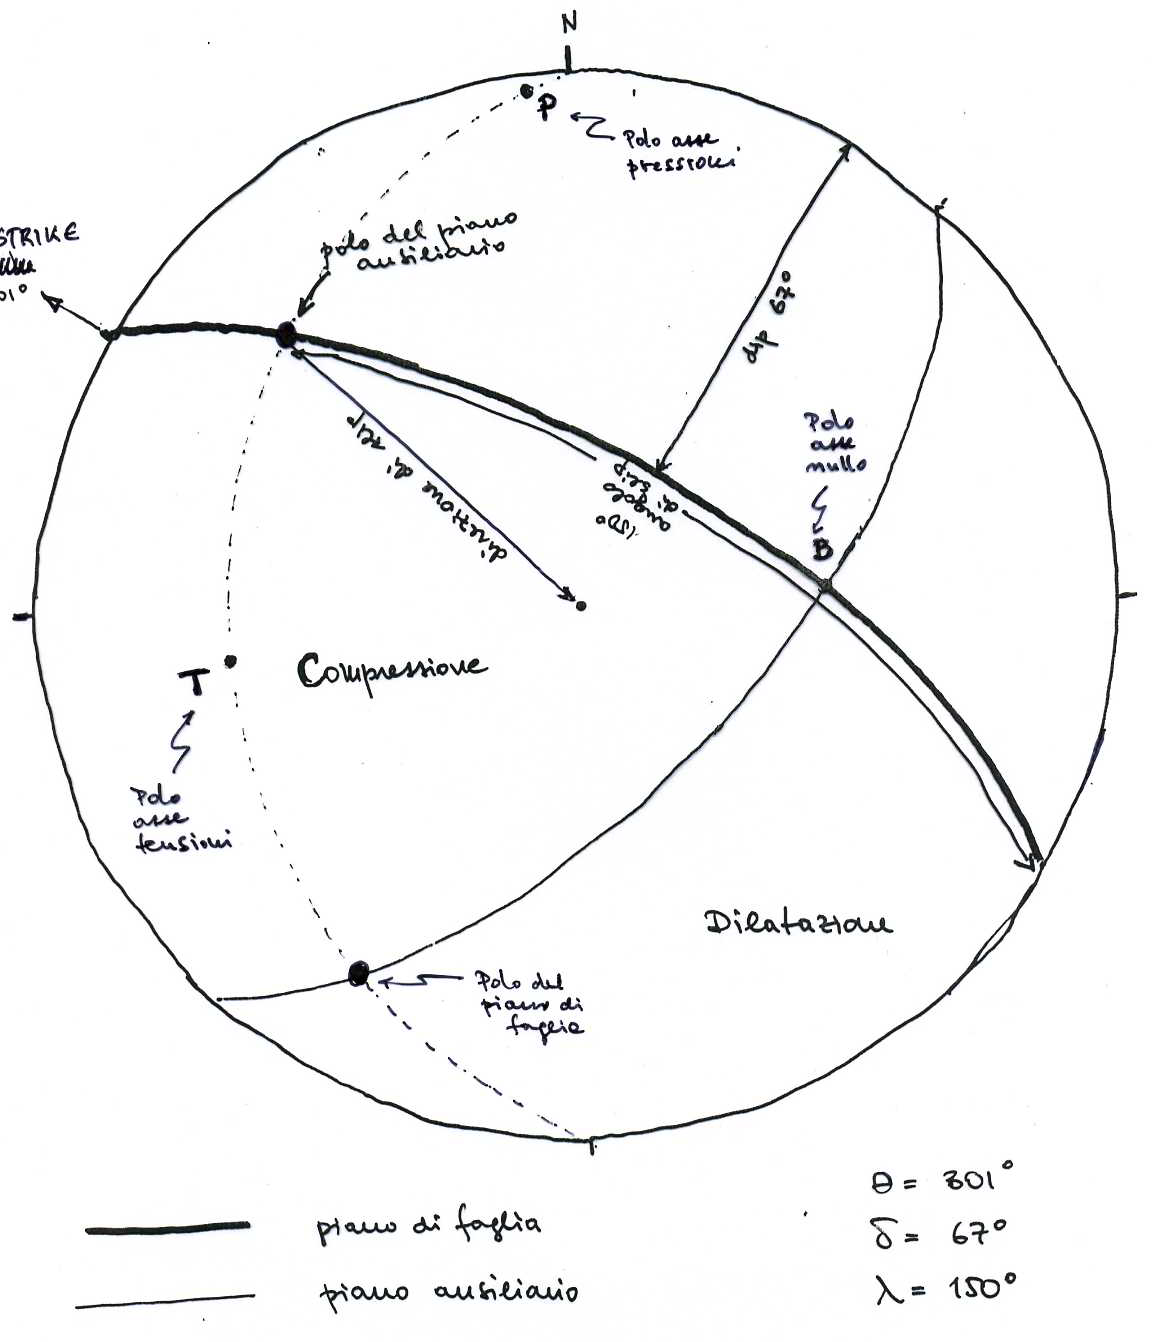 N
P
Polo asse
pressioni
STRIKE
01°
polo del piano
ausiliario
dip 67°
Polo
asse
nullo
B
direzione di slip
150°
angolo
di slip
T
Compressione
Polo
asse
tensioni
Dilatazione
Polo del
piano di
faglia
piano di faglia
piano ausiliario
θ = 301°
δ = 67°
λ = 150°